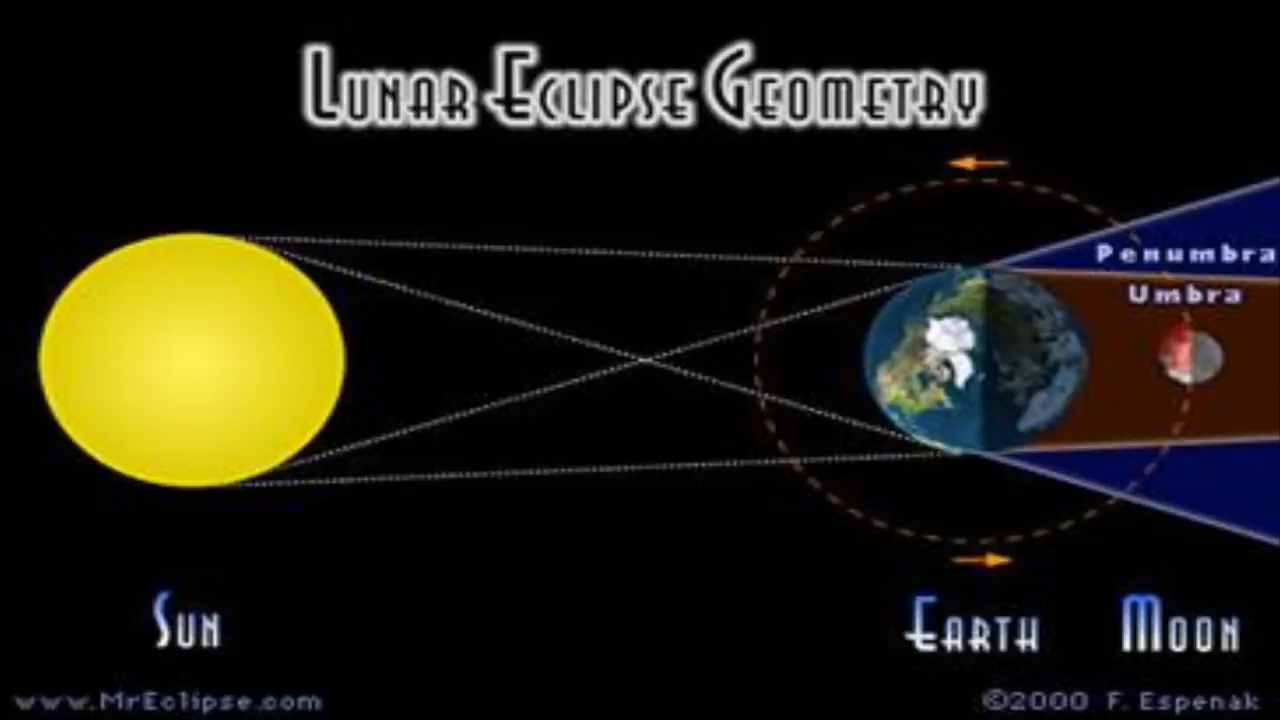 Lunar Eclipse Geometry
Penumbra
Umbra
Sun
Earth
Moon
www.MrEclipse.com
©2000 F. Espenak